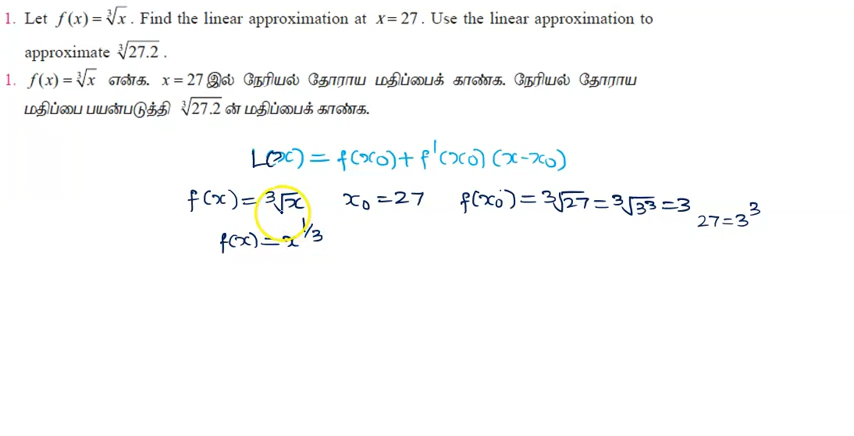 1. Let f(x) = ∛x. Find the linear approximation at x = 27. Use the linear approximation to
approximate ∛27.2.
1. f(x) = ∛x என்க. x = 27 இல் நேரியல் தோராய மதிப்பைக் காண்க. நேரியல் தோராய
மதிப்பை பயன்படுத்தி ∛27.2 ன் மதிப்பைக் காண்க.
L(x) = f(x₀) + f'(x₀) (x-x₀)
f(x) = ∛x x₀ = 27 f(x₀) = ∛27 = ∛3³ = 3
27 = 3³
f(x) = x^1/3